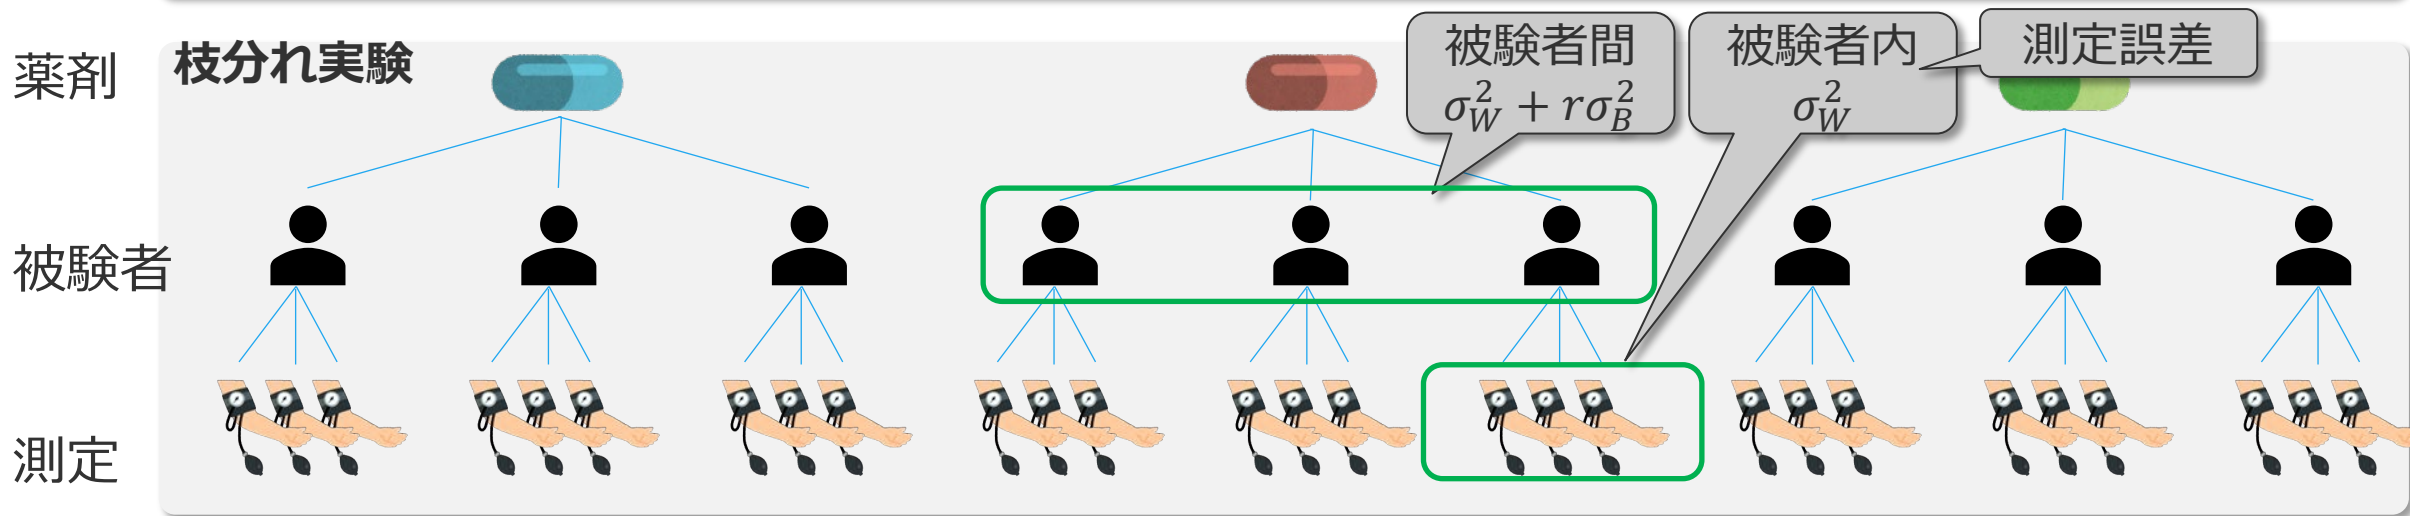 薬剤
枝分れ実験
被験者間
σ_W^2 + rσ_B^2
被験者内
σ_W^2
測定誤差
被験者
測定